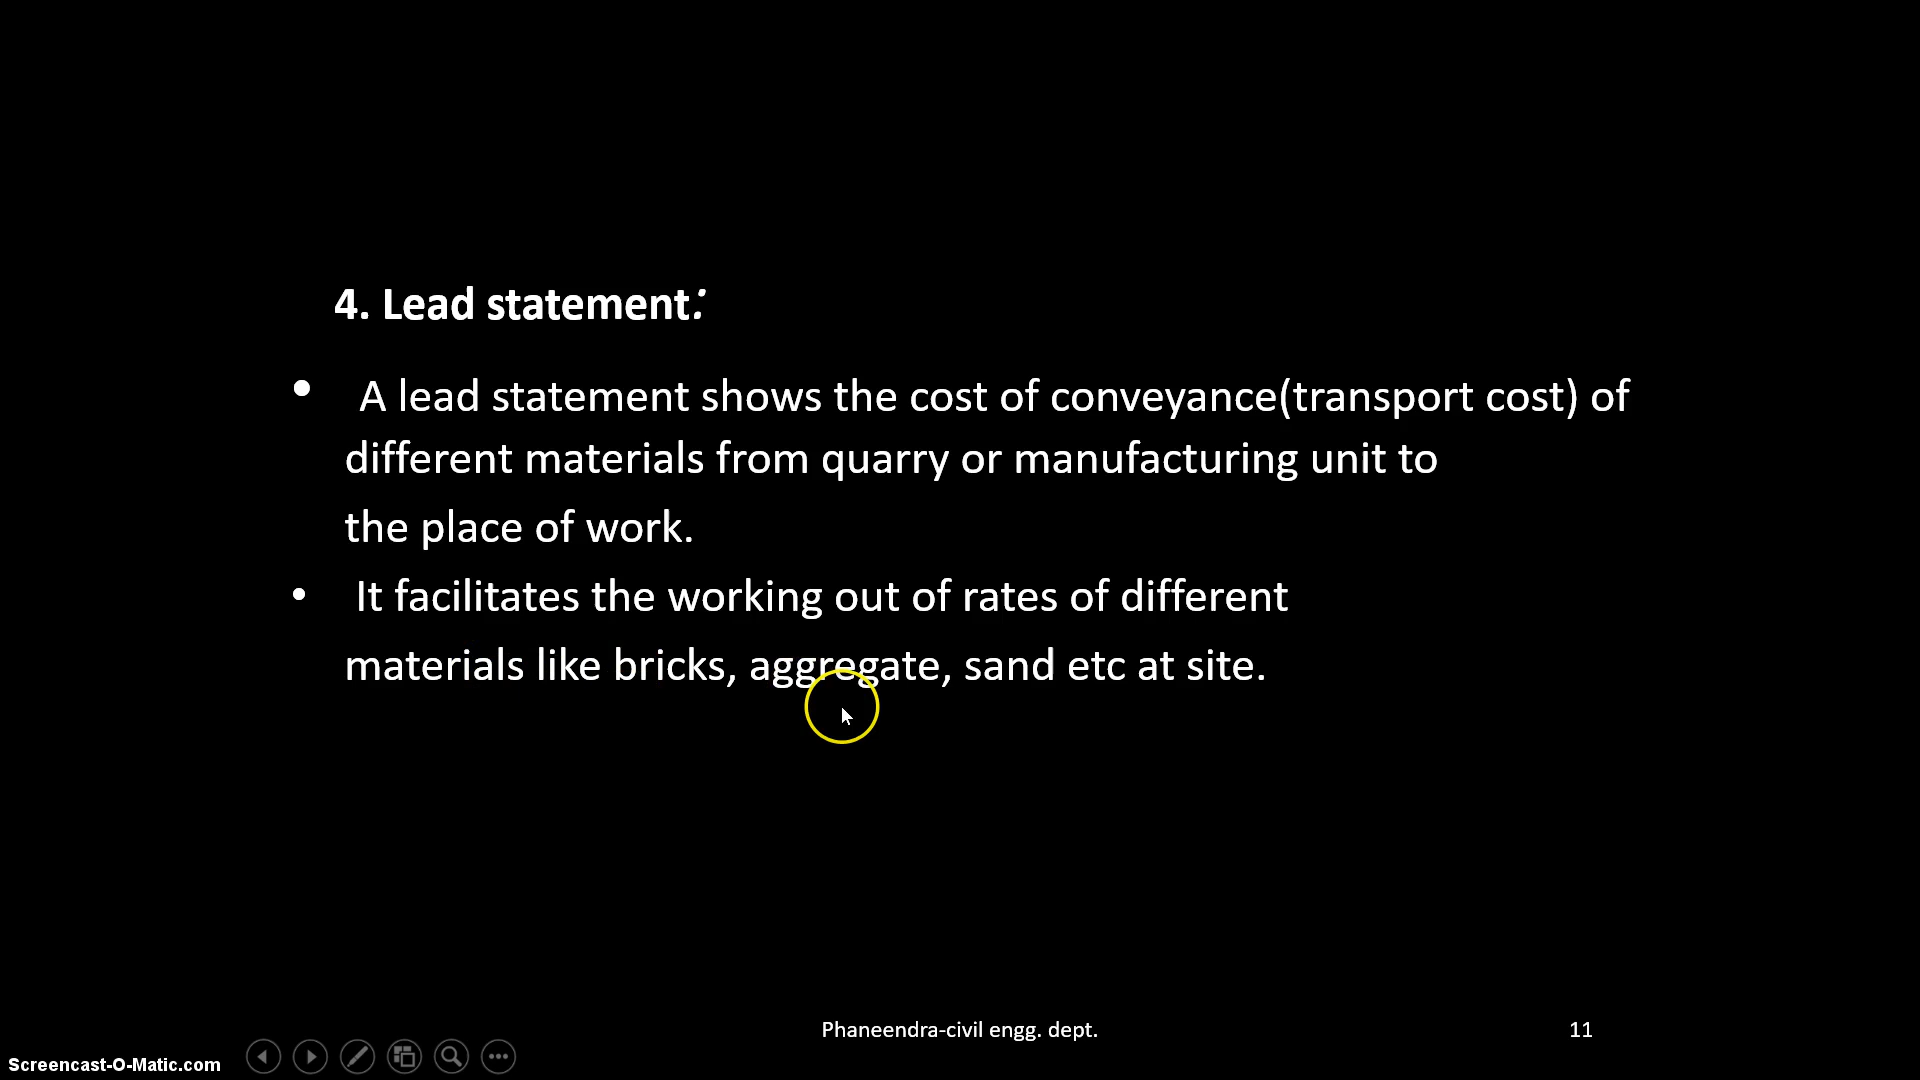 4. Lead statement:
• A lead statement shows the cost of conveyance(transport cost) of
different materials from quarry or manufacturing unit to
the place of work.
• It facilitates the working out of rates of different
materials like bricks, aggregate, sand etc at site.
Phaneendra-civil engg. dept.
11
Screencast-O-Matic.com